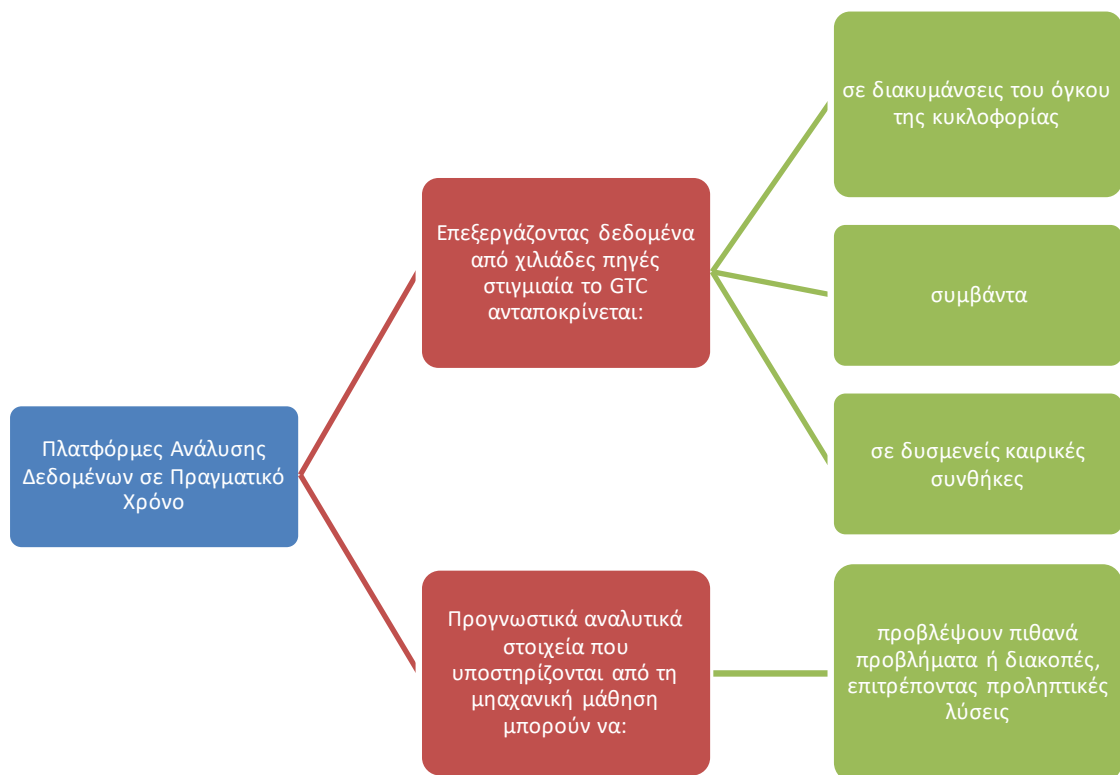 Πλατφόρμες Ανάλυσης
Δεδομένων σε Πραγματικό
Χρόνο
Επεξεργάζοντας δεδομένα
από χιλιάδες πηγές
στιγμιαία το GTC
ανταποκρίνεται:
σε διακυμάνσεις του όγκου
της κυκλοφορίας
συμβάντα
σε δυσμενείς καιρικές
συνθήκες
Προγνωστικά αναλυτικά
στοιχεία που
υποστηρίζονται από τη
μηαχανική μάθηση
μπορούν να:
προβλέψουν πιθανά
προβλήματα ή διακοπές,
επιτρέποντας προληπτικές
λύσεις